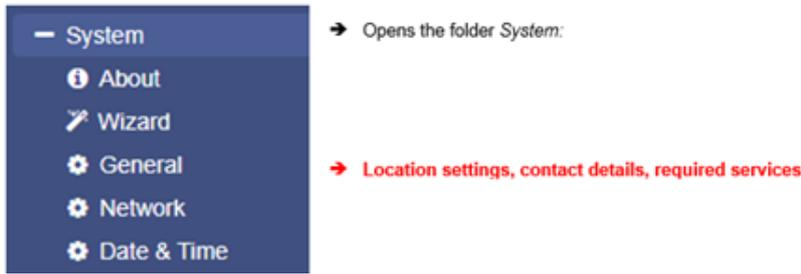 System → Opens the folder System:
About
Wizard
General → Location settings, contact details, required services
Network
Date & Time